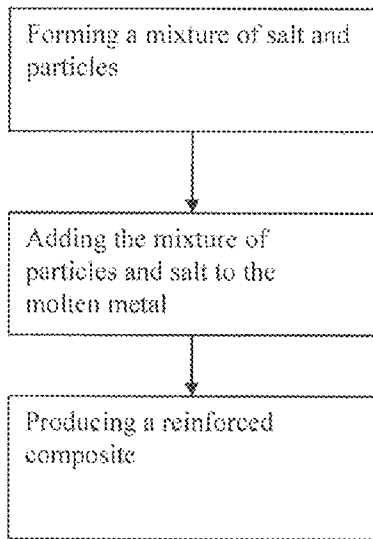 Forming a mixture of salt and
particles
Adding the mixture of
particles and salt to the
molten metal
Producing a reinforced
composite